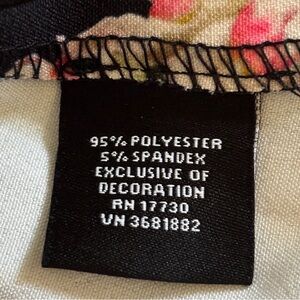 95% POLYESTER
5% SPANDEX
EXCLUSIVE OF
DECORATION
RN 17730
VN 3681882